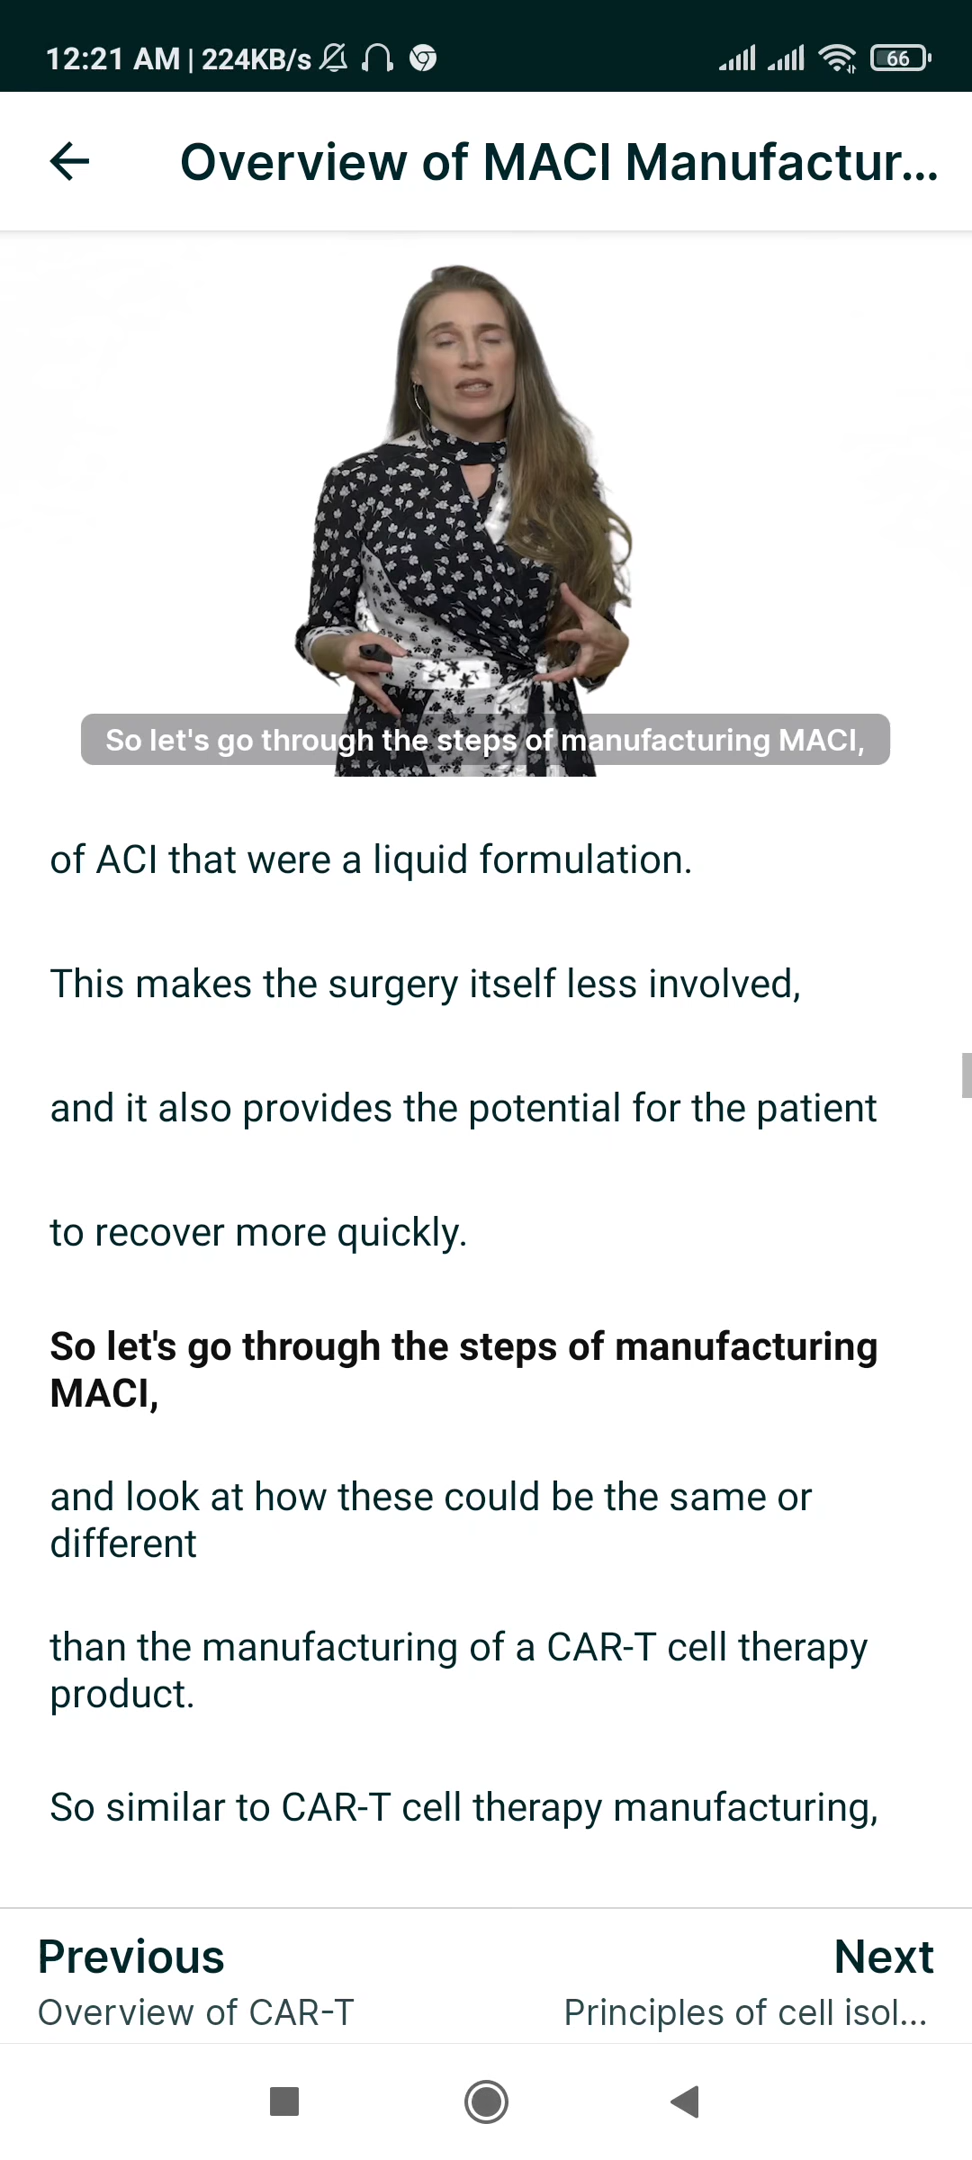 12:21 AM | 224KB/s
66
Overview of MACI Manufactur...
So let's go through the steps of manufacturing MACI,
of ACI that were a liquid formulation.
This makes the surgery itself less involved,
and it also provides the potential for the patient
to recover more quickly.
So let's go through the steps of manufacturing
MACI,
and look at how these could be the same or
different
than the manufacturing of a CAR-T cell therapy
product.
So similar to CAR-T cell therapy manufacturing,
Previous
Next
Overview of CAR-T
Principles of cell isol...